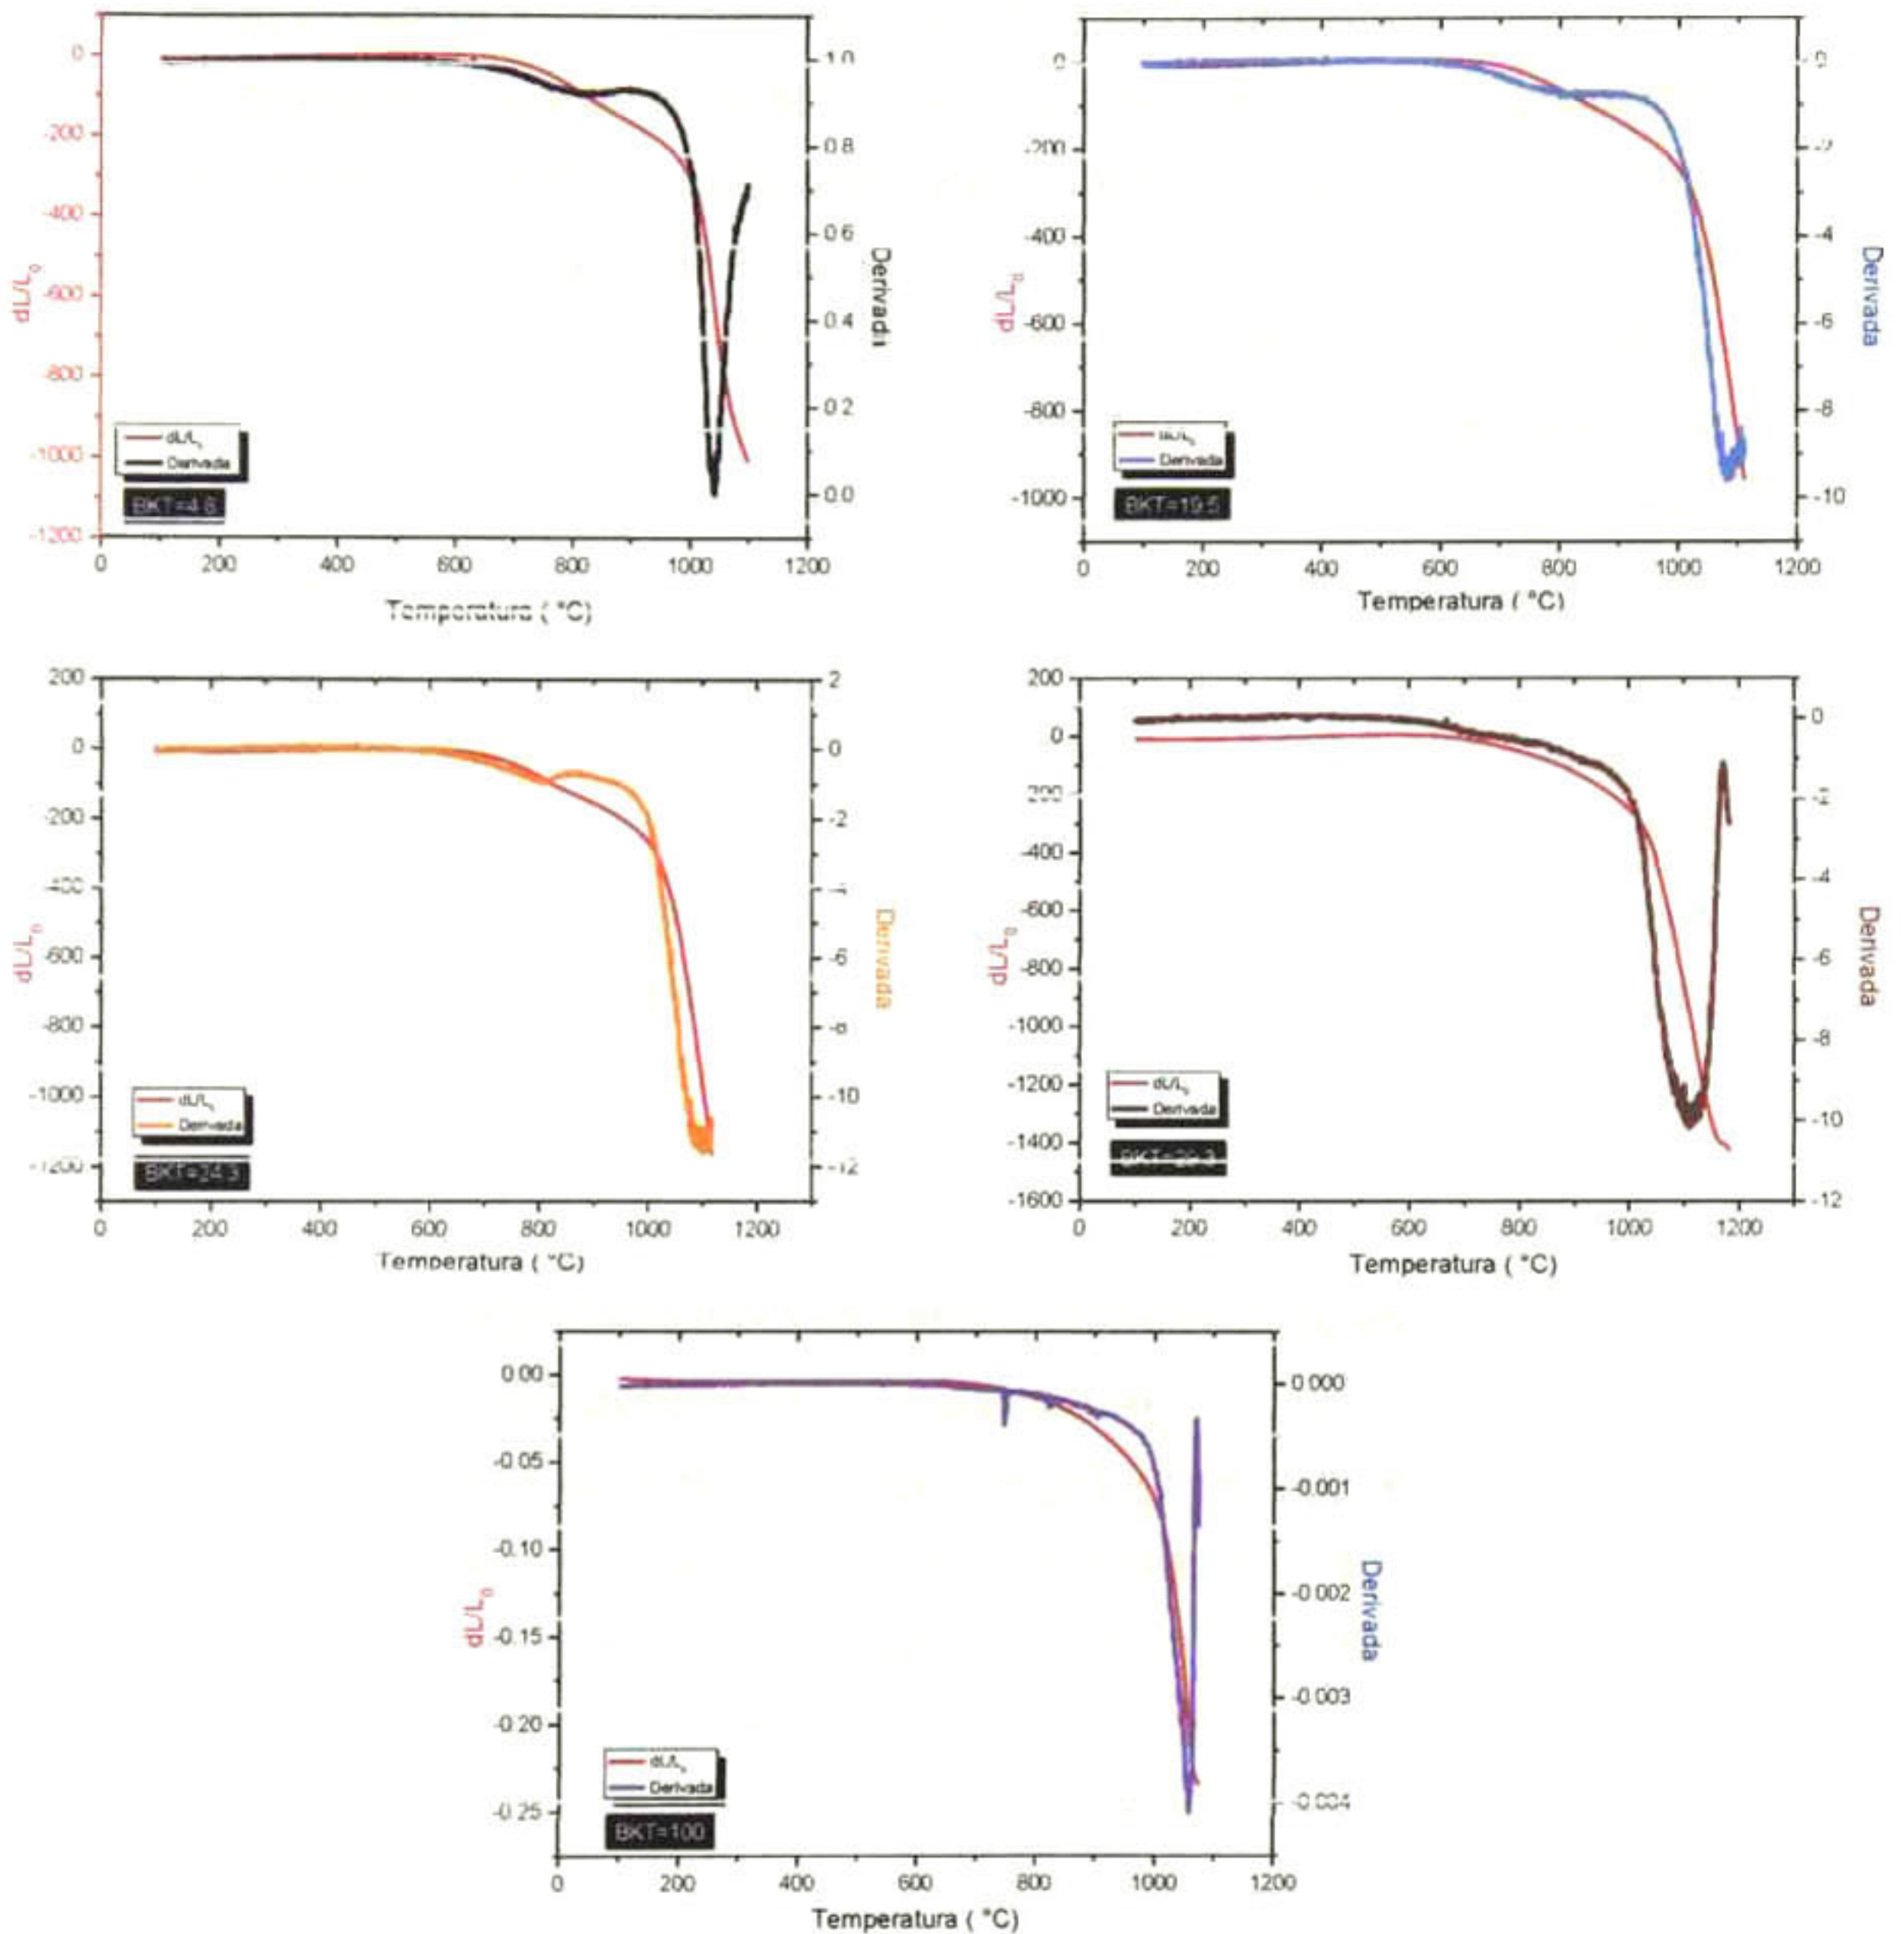 0
-200
-400
-600
-800
-1000
-1200
dL/L₀
1.0
0.8
0.6
0.4
0.2
0.0
dL/L₀
Derivada
0 200 400 600 800 1000 1200
Temperatura ( °C)
0
-200
-400
-600
-800
-1000
dL/L₀
0
-2
-4
-6
-8
-10
Derivada
dL/L₀
Derivada
BKT=19.5
0 200 400 600 800 1000 1200
Temperatura ( °C)
200
0
-200
-400
-600
-800
-1000
-1200
dL/L₀
2
0
-2
-4
-6
-8
-10
-12
Derivada
dL/L₀
Derivada
BKT=24.3
0 200 400 600 800 1000 1200
Temperatura ( °C)
200
0
-200
-400
-600
-800
-1000
-1200
-1400
-1600
dL/L₀
0
-2
-4
-6
-8
-10
-12
Derivada
dL/L₀
Derivada
0 200 400 600 800 1000 1200
Temperatura ( °C)
0.00
-0.05
-0.10
-0.15
-0.20
-0.25
dL/L₀
0.000
-0.001
-0.002
-0.003
-0.004
Derivada
dL/L₀
Derivada
BKT=100
0 200 400 600 800 1000 1200
Temperatura ( °C)